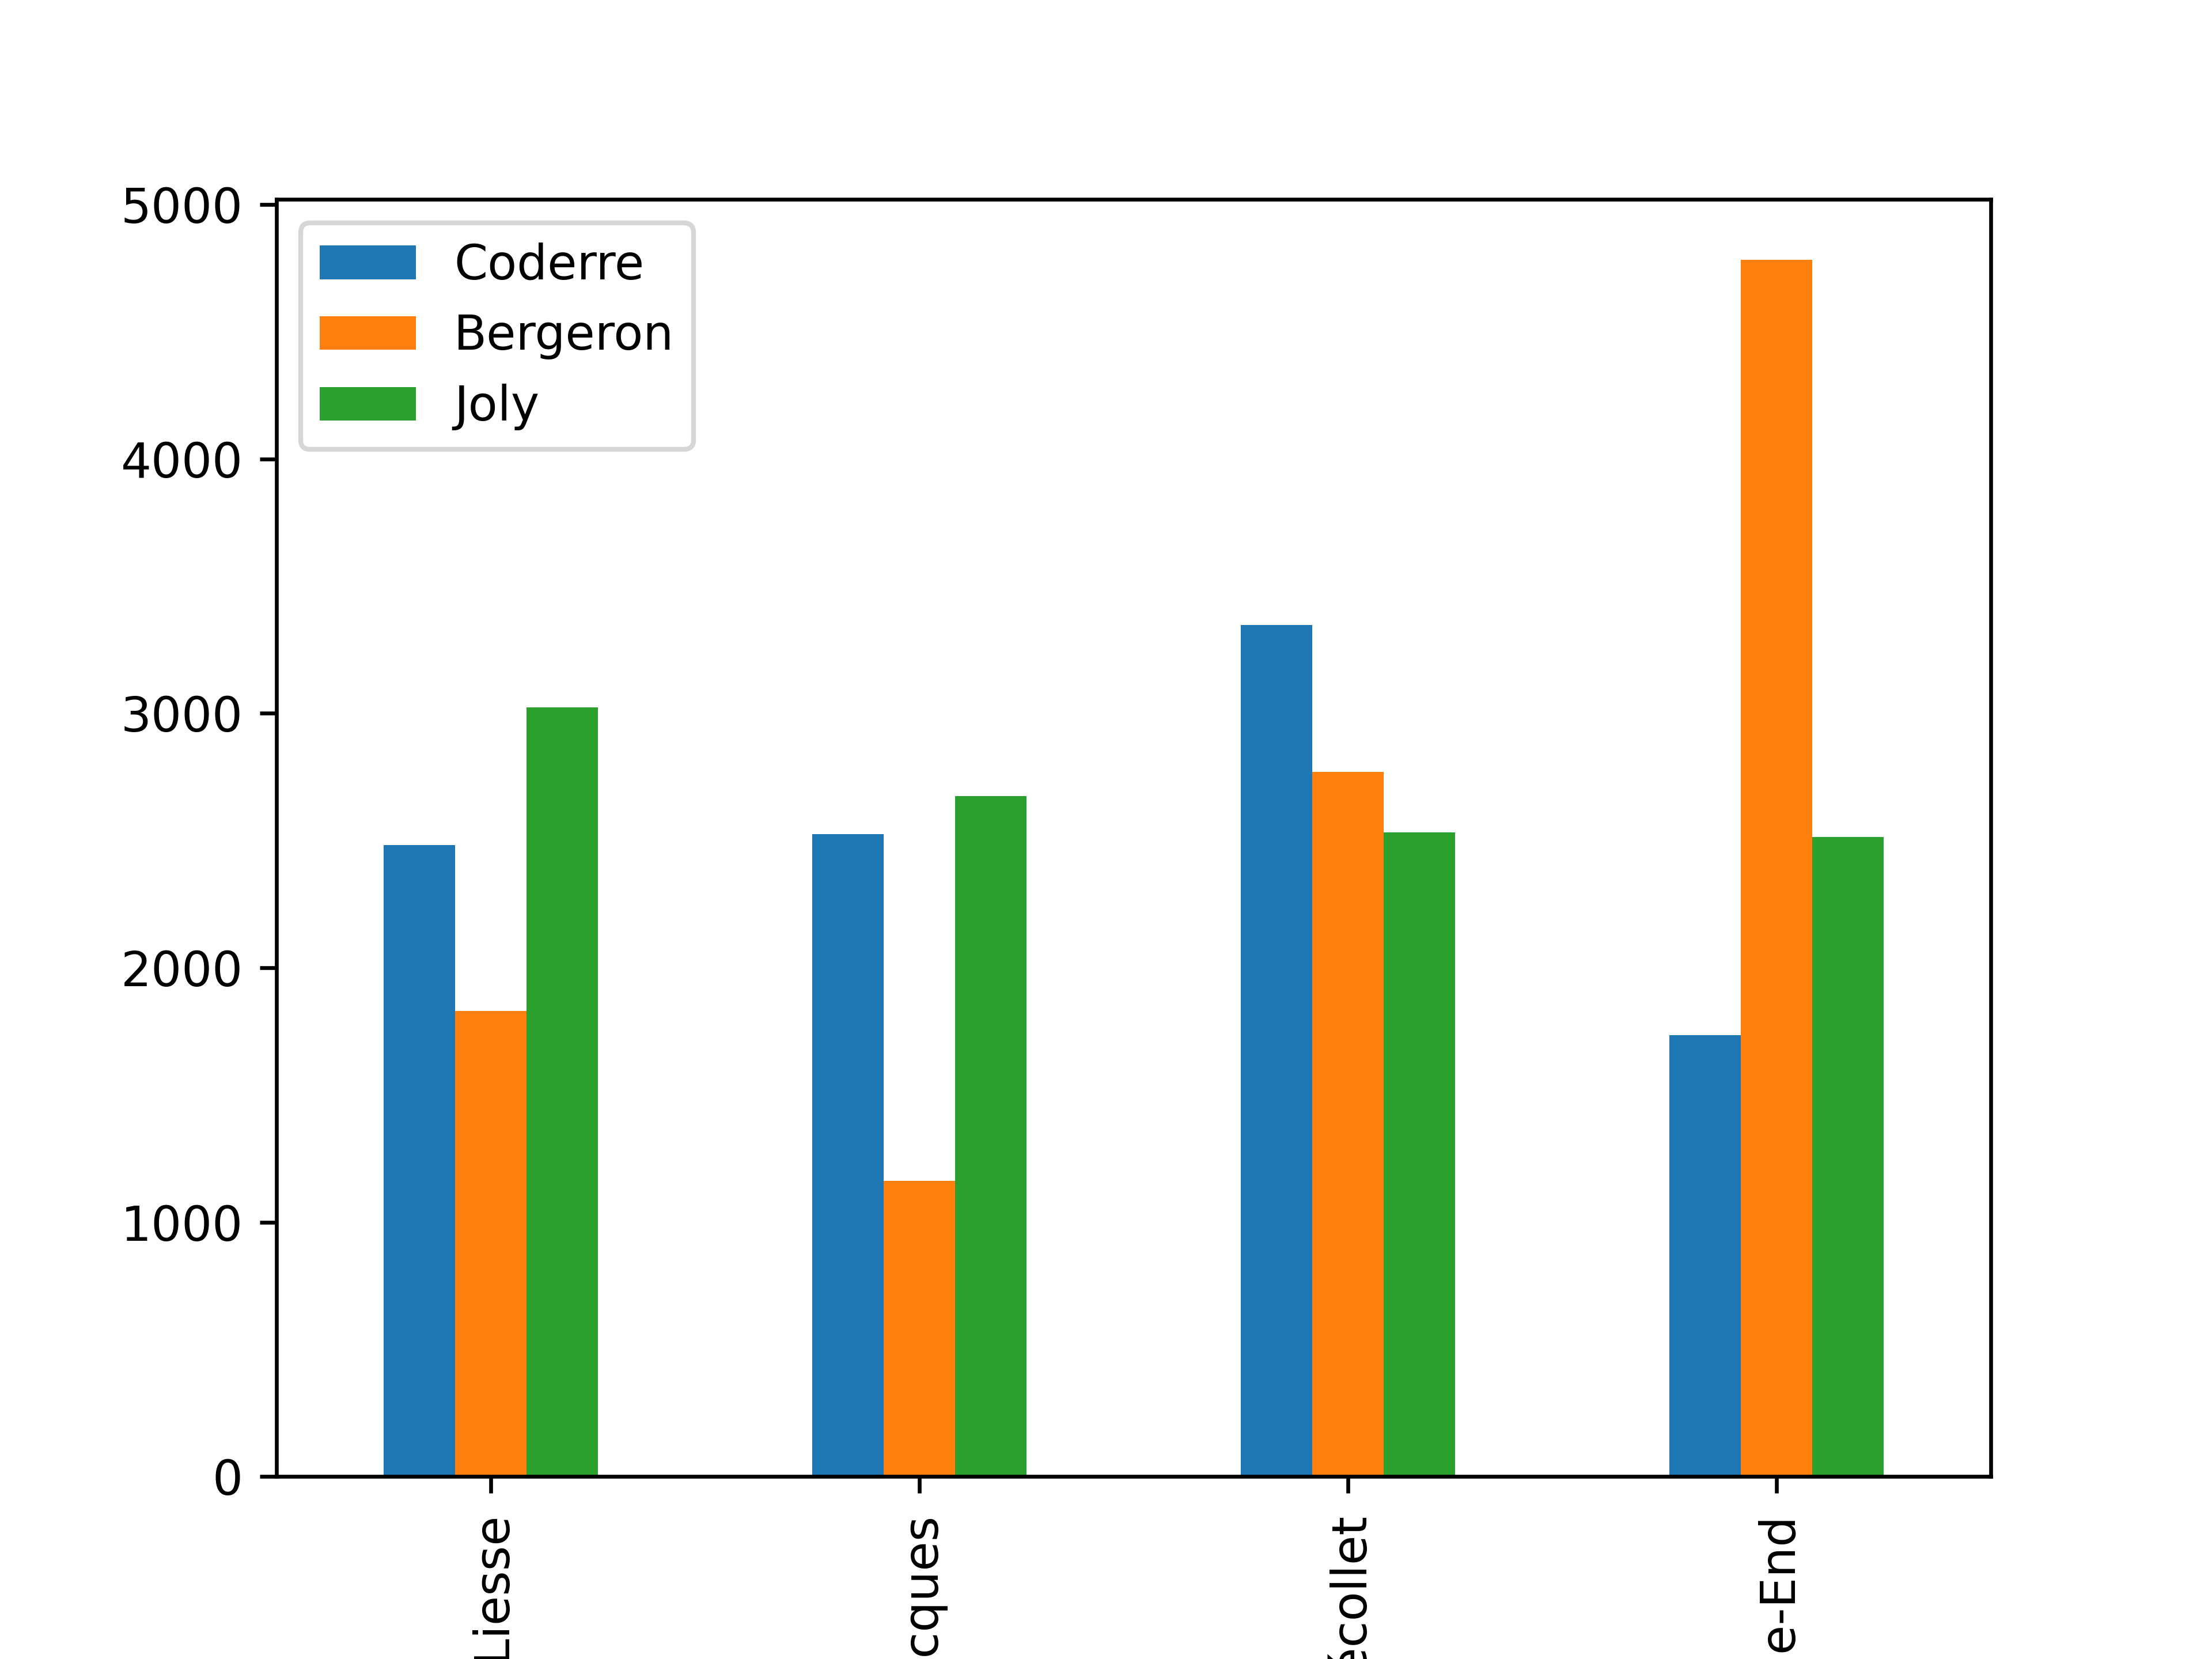 5000
4000
3000
2000
1000
0
Coderre
Bergeron
Joly
Liesse
cques
écollet
e-End